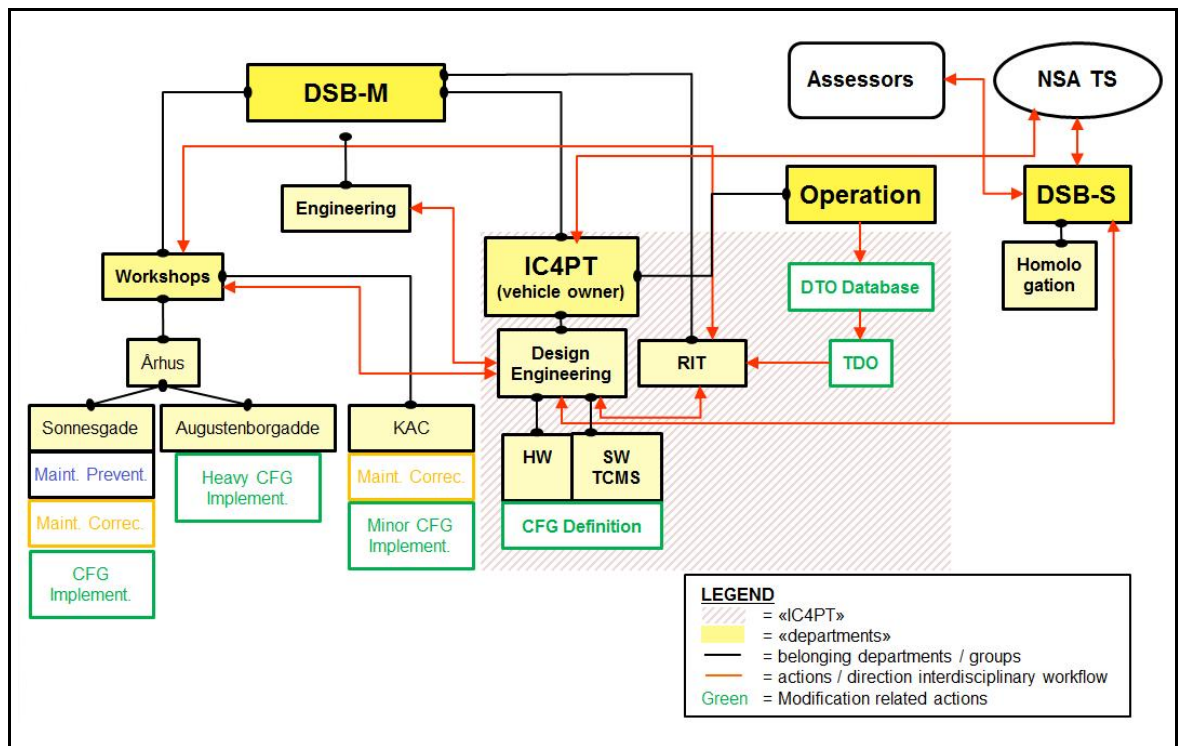 DSB-M
Assessors
NSA TS
Engineering
Operation
DSB-S
Workshops
IC4PT
(vehicle owner)
Homolo
gation
DTO Database
Århus
Design
Engineering
RIT
TDO
Sonnesgade
Augustenborgadde
KAC
HW
SW
TCMS
Maint. Prevent.
Heavy CFG
Implement.
Maint. Correc.
Maint. Correc.
Minor CFG
Implement.
CFG Definition
CFG
Implement.
LEGEND
= «IC4PT»
= «departments»
= belonging departments / groups
= actions / direction interdisciplinary workflow
Green = Modification related actions